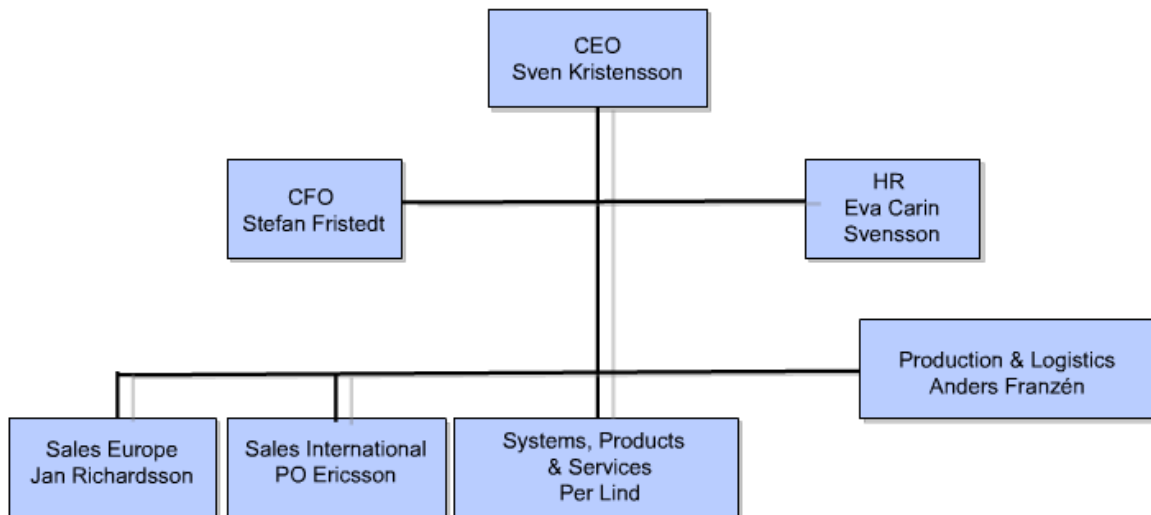 CEO
Sven Kristensson
CFO
Stefan Fristedt
HR
Eva Carin
Svensson
Production & Logistics
Anders Franzén
Sales Europe
Jan Richardsson
Sales International
PO Ericsson
Systems, Products
& Services
Per Lind